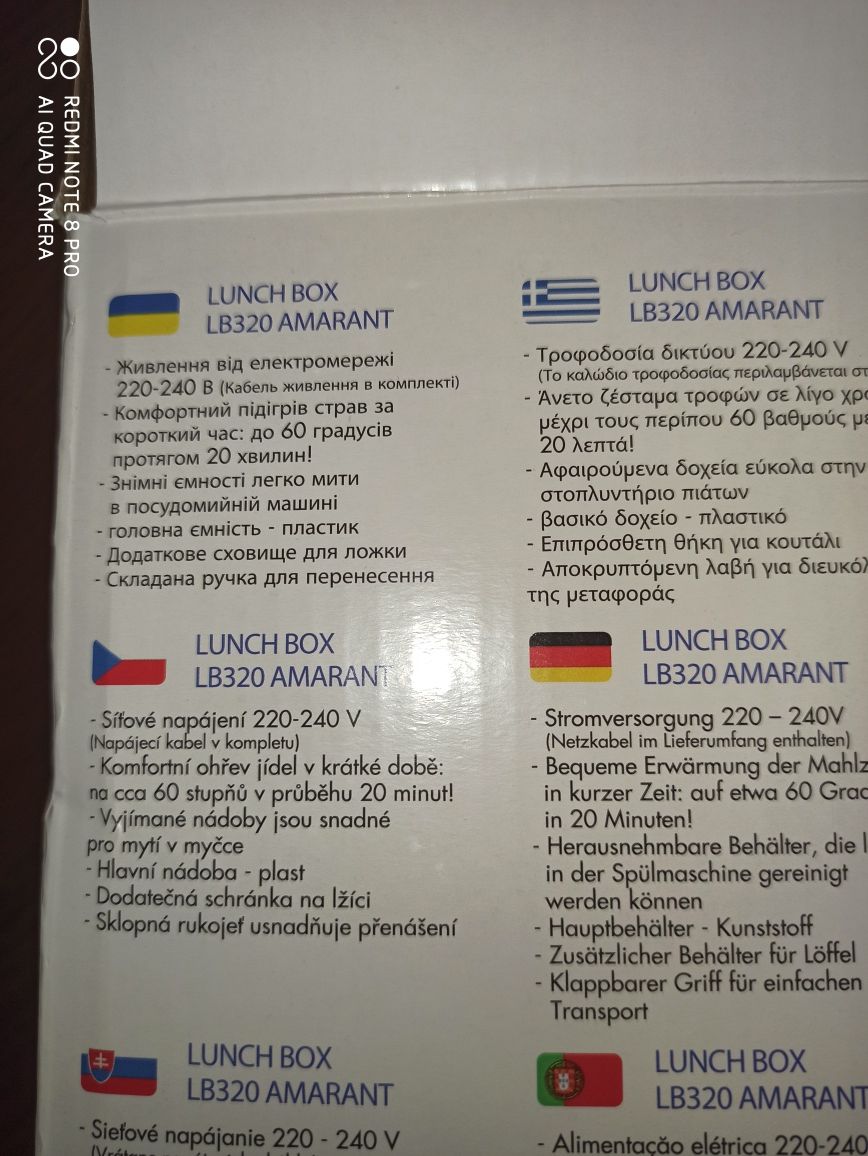 REDMI NOTE 8 PRO
AI QUAD CAMERA
LUNCH BOX
LB320 AMARANT
- Живлення від електромережі
220-240 В (Кабель живлення в комплекті)
- Комфортний підігрів страв за
короткий час: до 60 градусів
протягом 20 хвилин!
- Знімні ємності легко мити
в посудомийній машині
- головна ємність - пластик
- Додаткове сховище для ложки
- Складана ручка для перенесення
LUNCH BOX
LB320 AMARANT
- Τροφοδοσία δικτύου 220-240 V
(Το καλώδιο τροφοδοσίας περιλαμβάνεται
- Άνετο ζέσταμα τροφών σε λίγο
μέχρι τους περίπου 60 βαθμούς
20 λεπτά!
- Αφαιρούμενα δοχεία εύκολα στην
στοπλυντήριο πιάτων
- βασικό δοχείο - πλαστικό
- Επιπρόσθετη θήκη για κουτάλι
- Αποκρυπτόμενη λαβή για
της μεταφοράς
LUNCH BOX
LB320 AMARANT
- Síťové napájení 220-240 V
(Napájecí kabel v kompletu)
- Komfortní ohřev jídel v krátké době:
na cca 60 stupňů v průběhu 20 minut!
- Vyjímané nádoby jsou snadné
pro mytí v myčce
- Hlavní nádoba - plast
- Dodatečná schránka na lžíci
- Sklopná rukojeť usnadňuje přenášení
LUNCH BOX
LB320 AMARANT
- Stromversorgung 220 – 240V
(Netzkabel im Lieferumfang enthalten)
- Bequeme Erwärmung der
in kurzer Zeit: auf etwa 60
in 20 Minuten!
- Herausnehmbare Behälter, die
in der Spülmaschine gereinigt
werden können
- Hauptbehälter - Kunststoff
- Zusätzlicher Behälter für Löffel
- Klappbarer Griff für einfachen
Transport
LUNCH BOX
LB320 AMARANT
- Sieťové napájanie 220 - 240 V
LUNCH BOX
LB320 AMARANT
- Alimentação elétrica 220-240